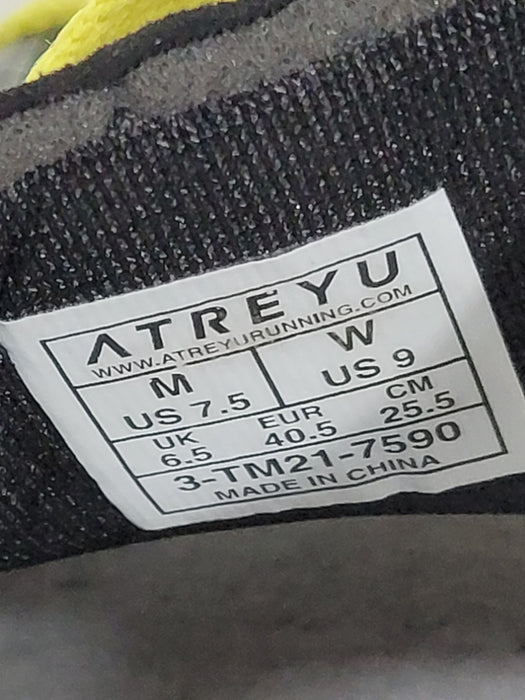 ATREYU
WWW.ATREYURUNNING.COM
M W
US 7.5 US 9
UK EUR CM
6.5 40.5 25.5
3-TM21-7590
MADE IN CHINA